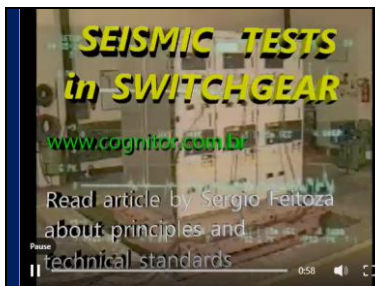 SEISMIC TESTS
in SWITCHGEAR
www.cognitor.com.br
Read article by Sergio Feitoza
about principles and
Pause
technical standards
0:58